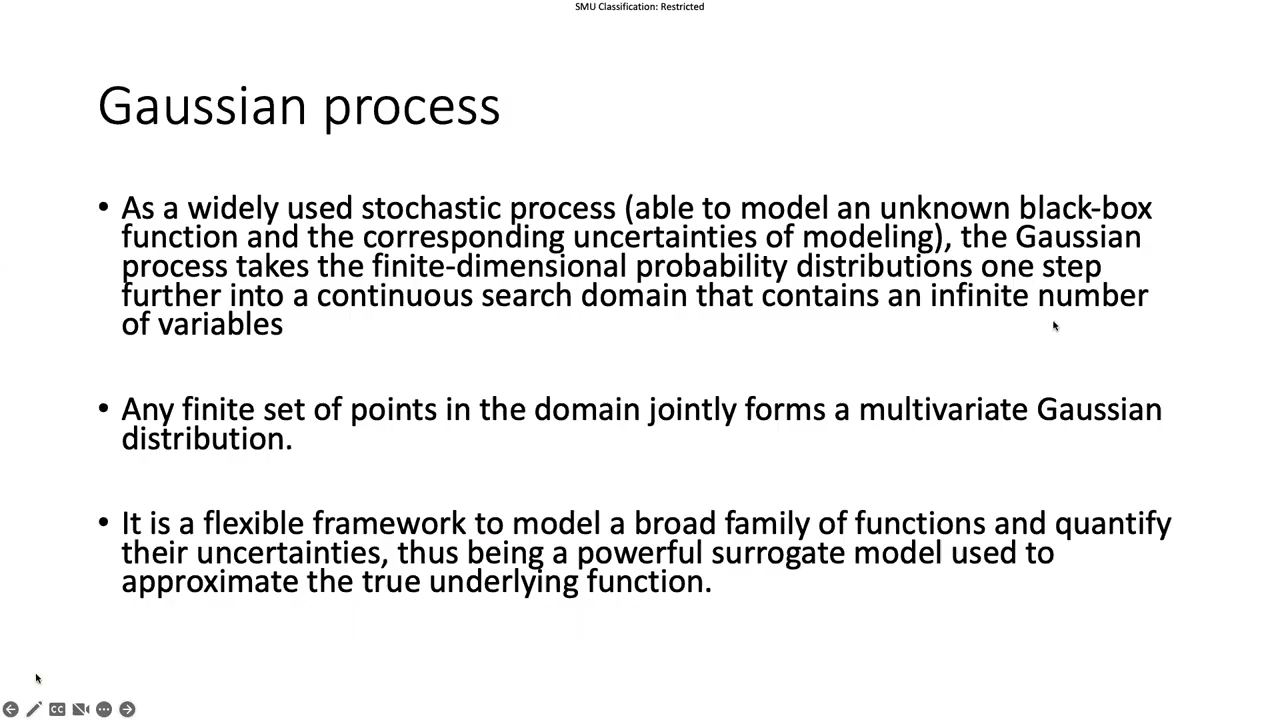 SMU Classification: Restricted
Gaussian process
• As a widely used stochastic process (able to model an unknown black-box
function and the corresponding uncertainties of modeling), the Gaussian
process takes the finite-dimensional probability distributions one step
further into a continuous search domain that contains an infinite number
of variables
• Any finite set of points in the domain jointly forms a multivariate Gaussian
distribution.
• It is a flexible framework to model a broad family of functions and quantify
their uncertainties, thus being a powerful surrogate model used to
approximate the true underlying function.
CC